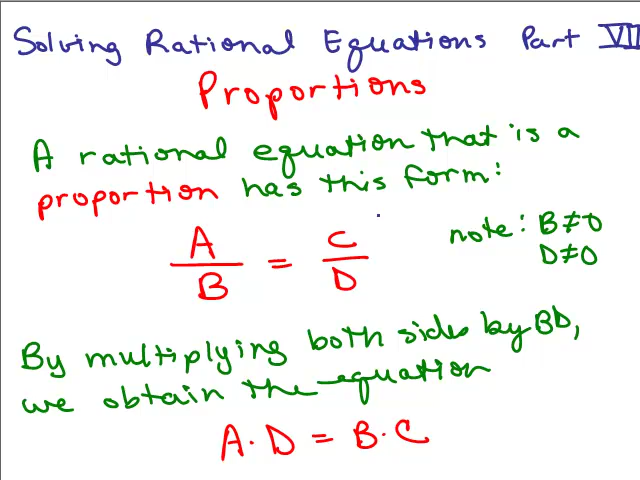 Solving Rational Equations Part VII
Proportions
A rational equation that is a
proportion has this form:
A/B = C/D
note: B≠0
D≠0
By multiplying both sides by BD,
we obtain the equation
A·D = B·C